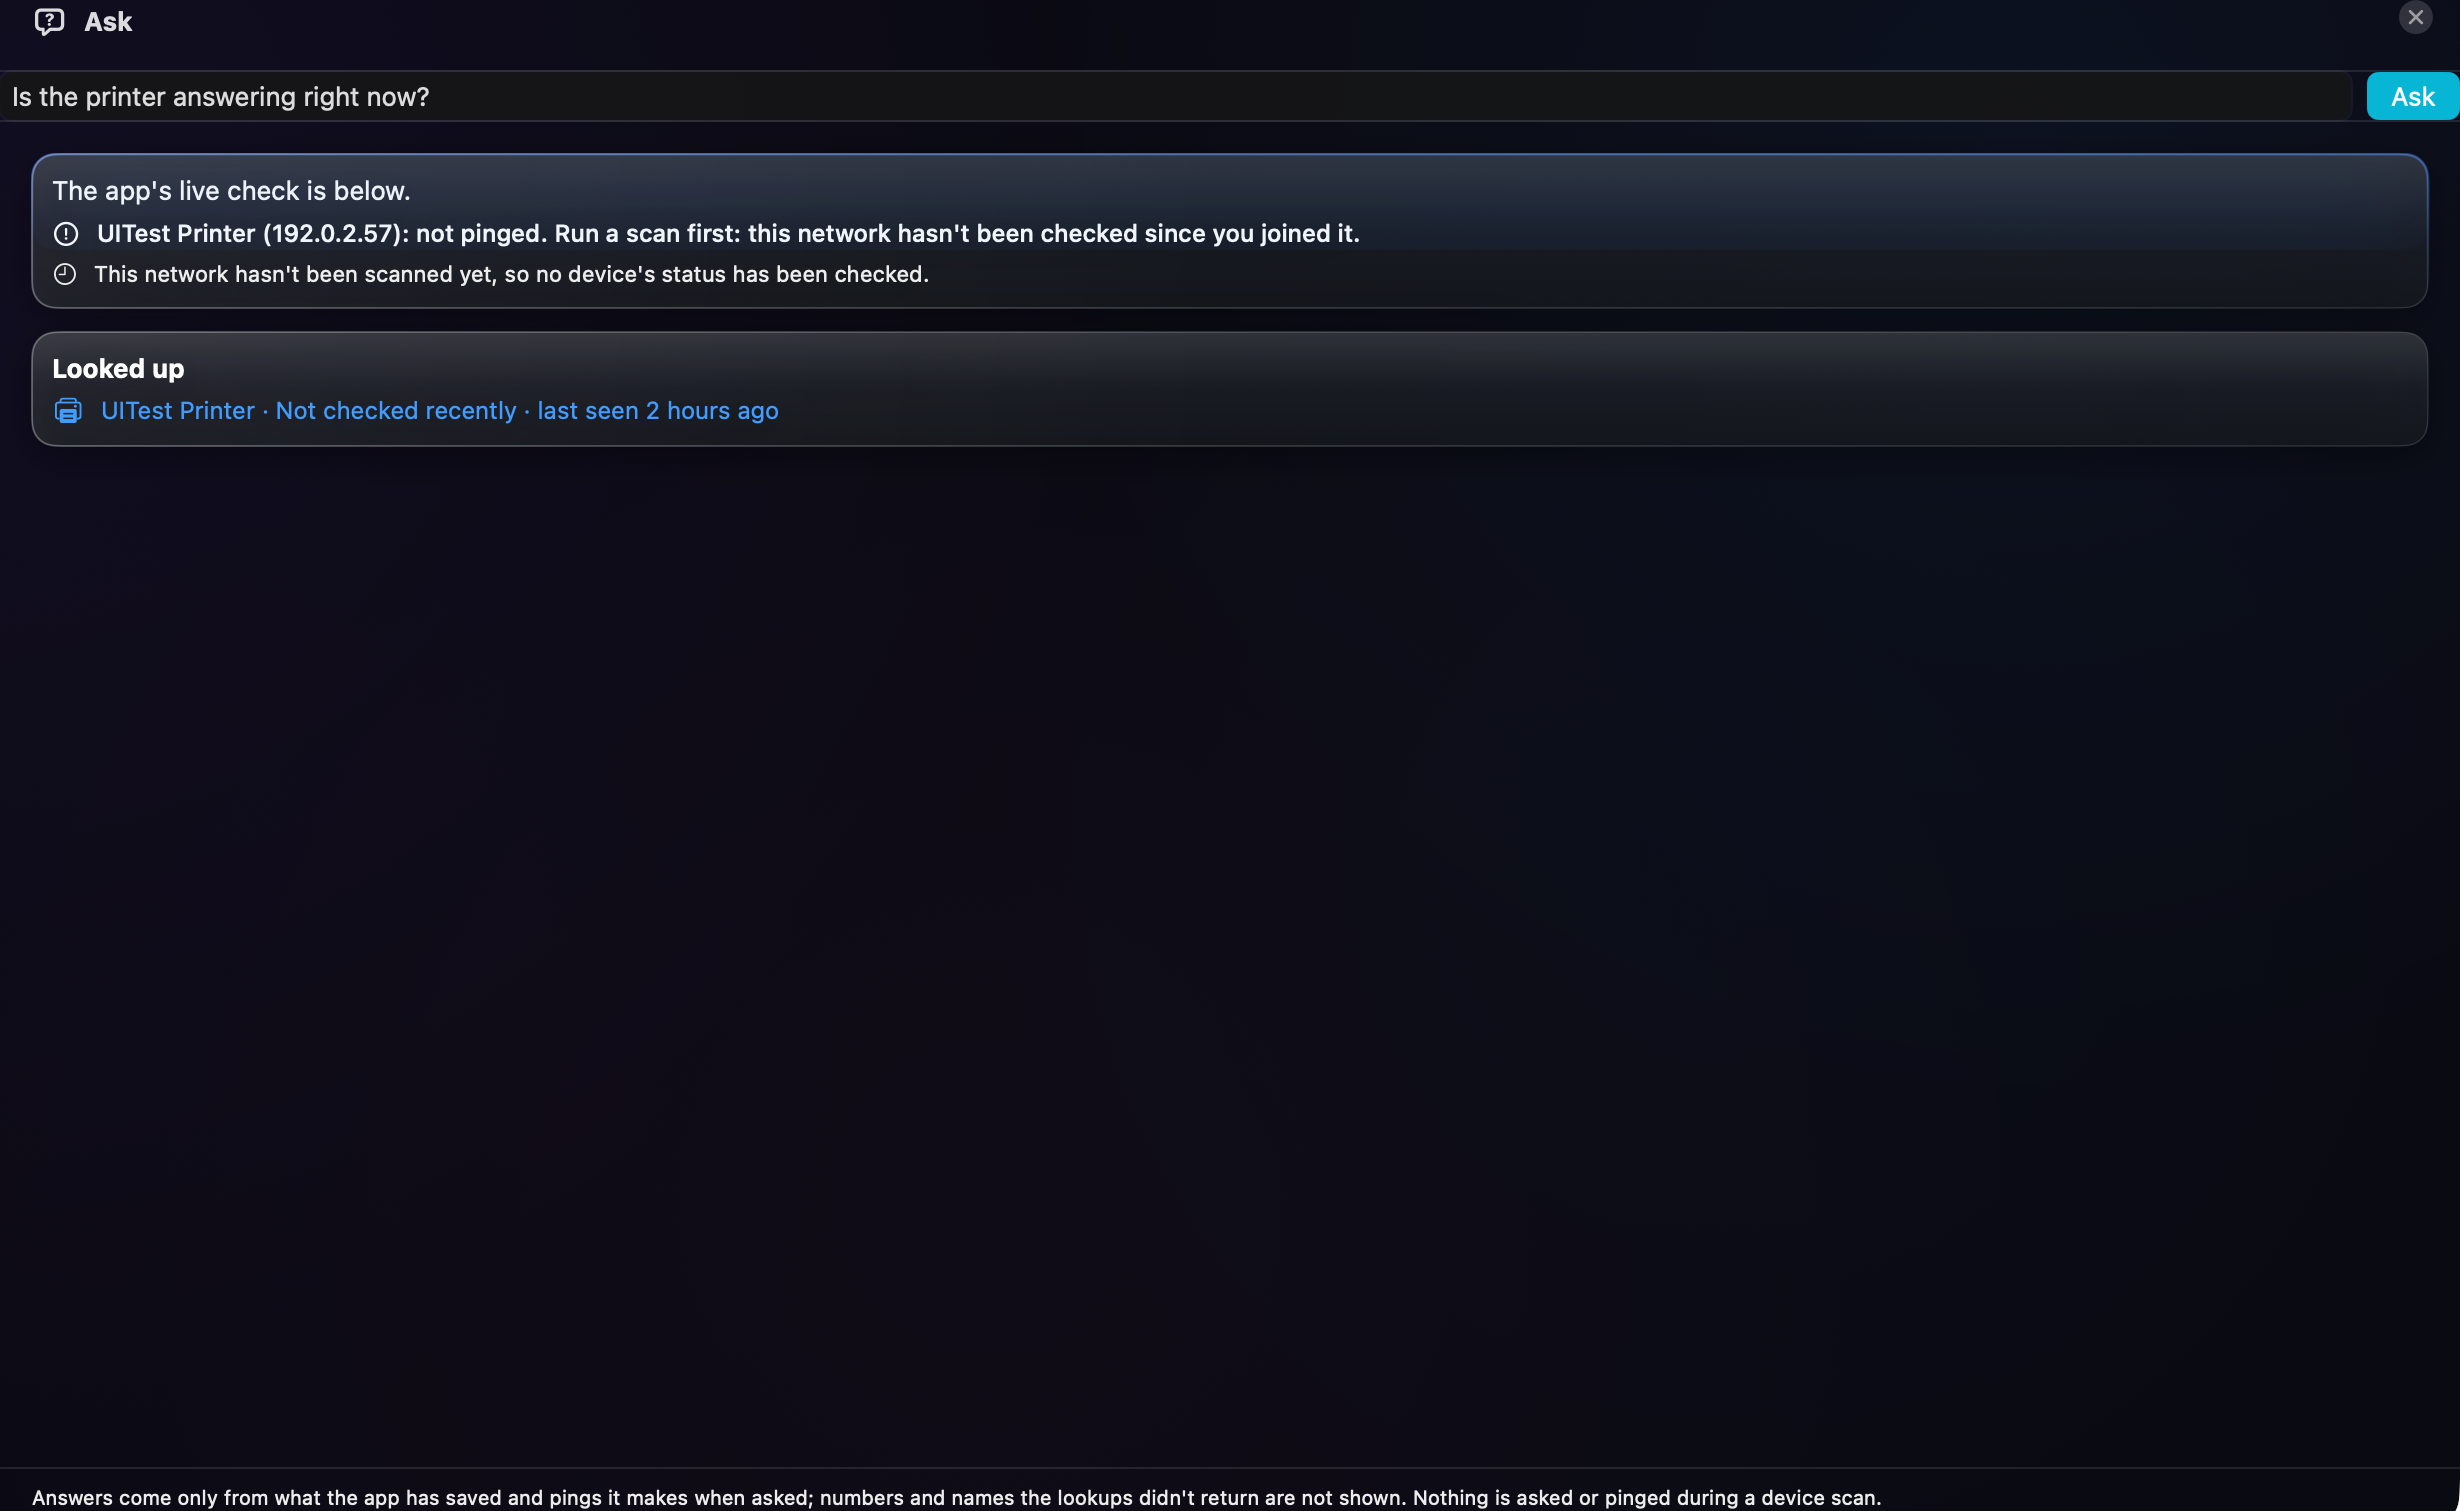 Ask
Is the printer answering right now?
Ask
The app's live check is below.
UITest Printer (192.0.2.57): not pinged. Run a scan first: this network hasn't been checked since you joined it.
This network hasn't been scanned yet, so no device's status has been checked.
Looked up
UITest Printer · Not checked recently · last seen 2 hours ago
Answers come only from what the app has saved and pings it makes when asked; numbers and names the lookups didn't return are not shown. Nothing is asked or pinged during a device scan.